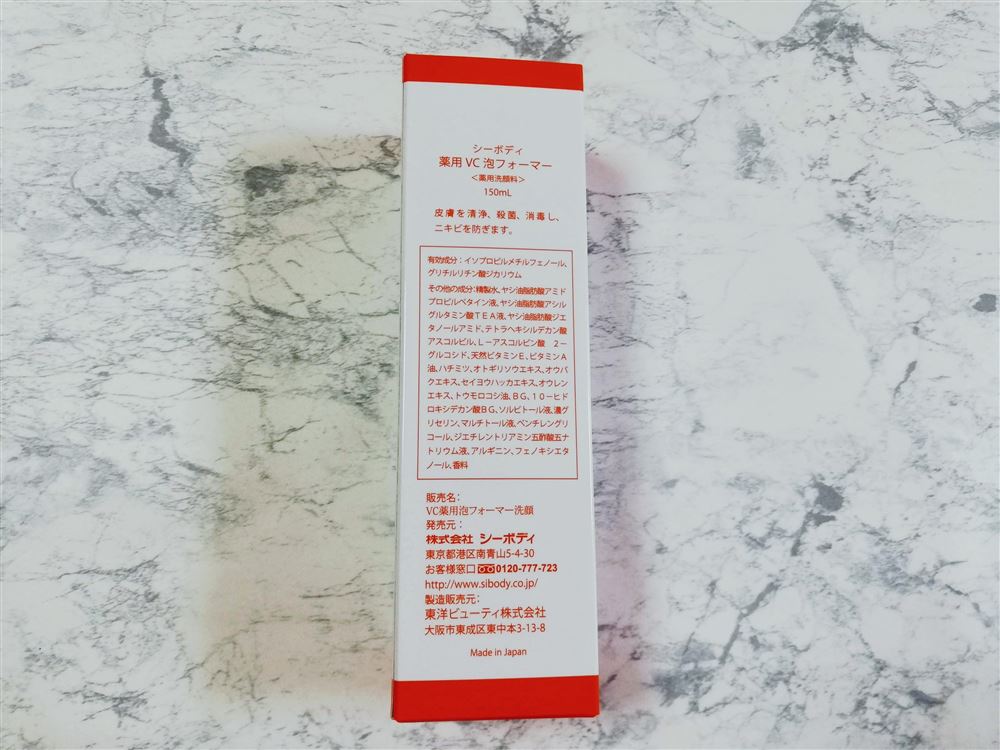 シーボディ
薬用 VC 泡フォーマー
＜薬用洗顔料＞
150mL
皮膚を清浄、殺菌、消毒し、
ニキビを防ぎます。
有効成分：イソプロピルメチルフェノール、
グリチルリチン酸ジカリウム
その他の成分:精製水、ヤシ油脂肪酸アミド
プロピルベタイン液、ヤシ油脂肪酸アシル
グルタミン酸ＴＥＡ液、ヤシ油脂肪酸ジエ
タノールアミド、テトラヘキシルデカン酸
アスコルビル、Ｌ－アスコルビン酸 ２－
グルコシド、天然ビタミンＥ、ビタミンＡ
油、ハチミツ、オトギリソウエキス、オウバ
クエキス、セイヨウハッカエキス、オウレン
エキス、トウモロコシ油、ＢＧ、１０－ヒド
ロキシデカン酸ＢＧ、ソルビトール液、濃グ
リセリン、マルチトール液、ペンチレングリ
コール、ジエチレントリアミン五酢酸五ナ
トリウム液、アルギニン、フェノキシエタ
ノール、香料
販売名：
VC薬用泡フォーマー洗顔
発売元：
株式会社 シーボディ
東京都港区南青山5-4-30
お客様窓口 0120-777-723
http://www.sibody.co.jp/
製造販売元：
東洋ビューティ株式会社
大阪市東成区東中本3-13-8
Made in Japan